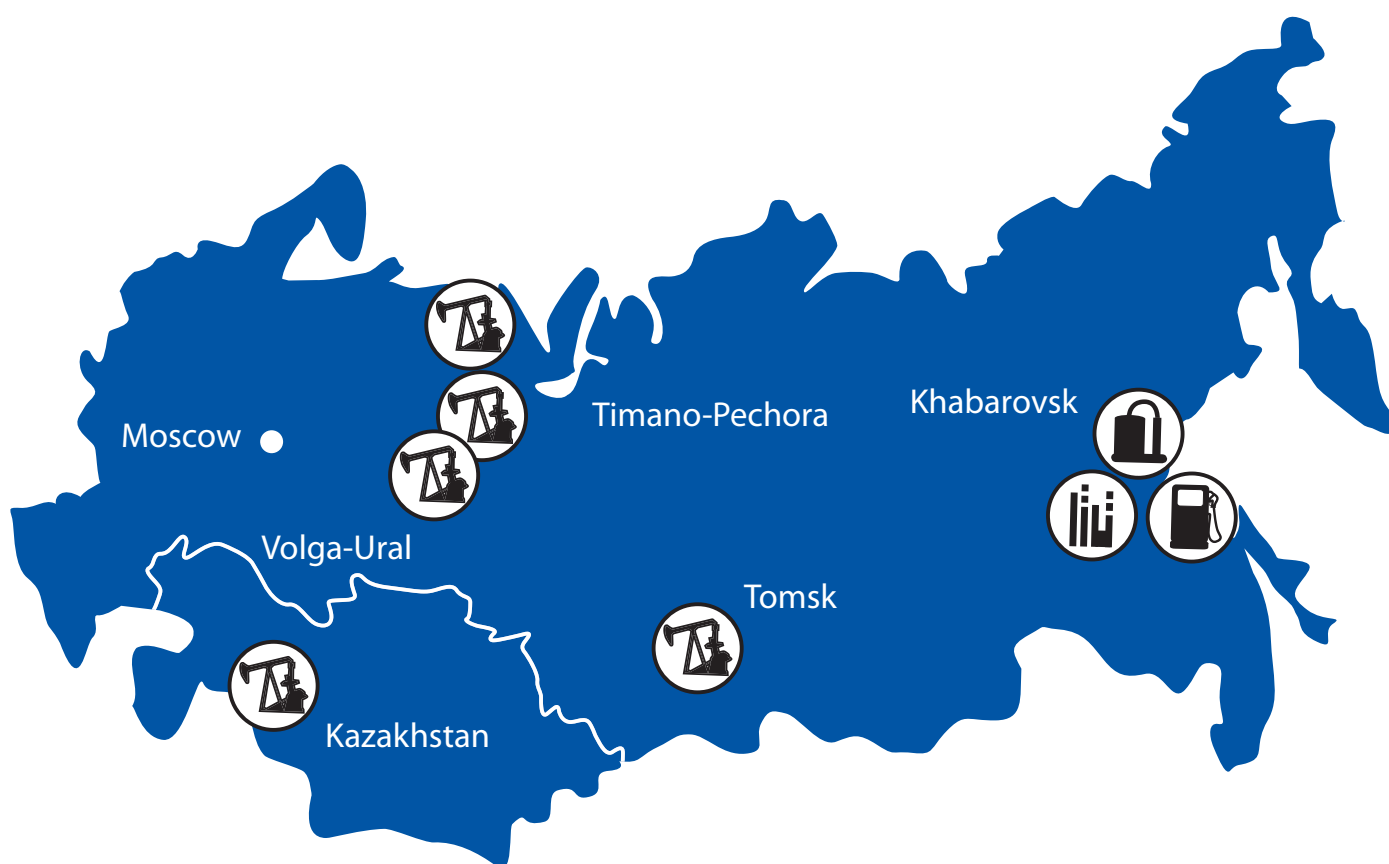 Khabarovsk
Timano-Pechora
Moscow
Volga-Ural
Tomsk
Kazakhstan